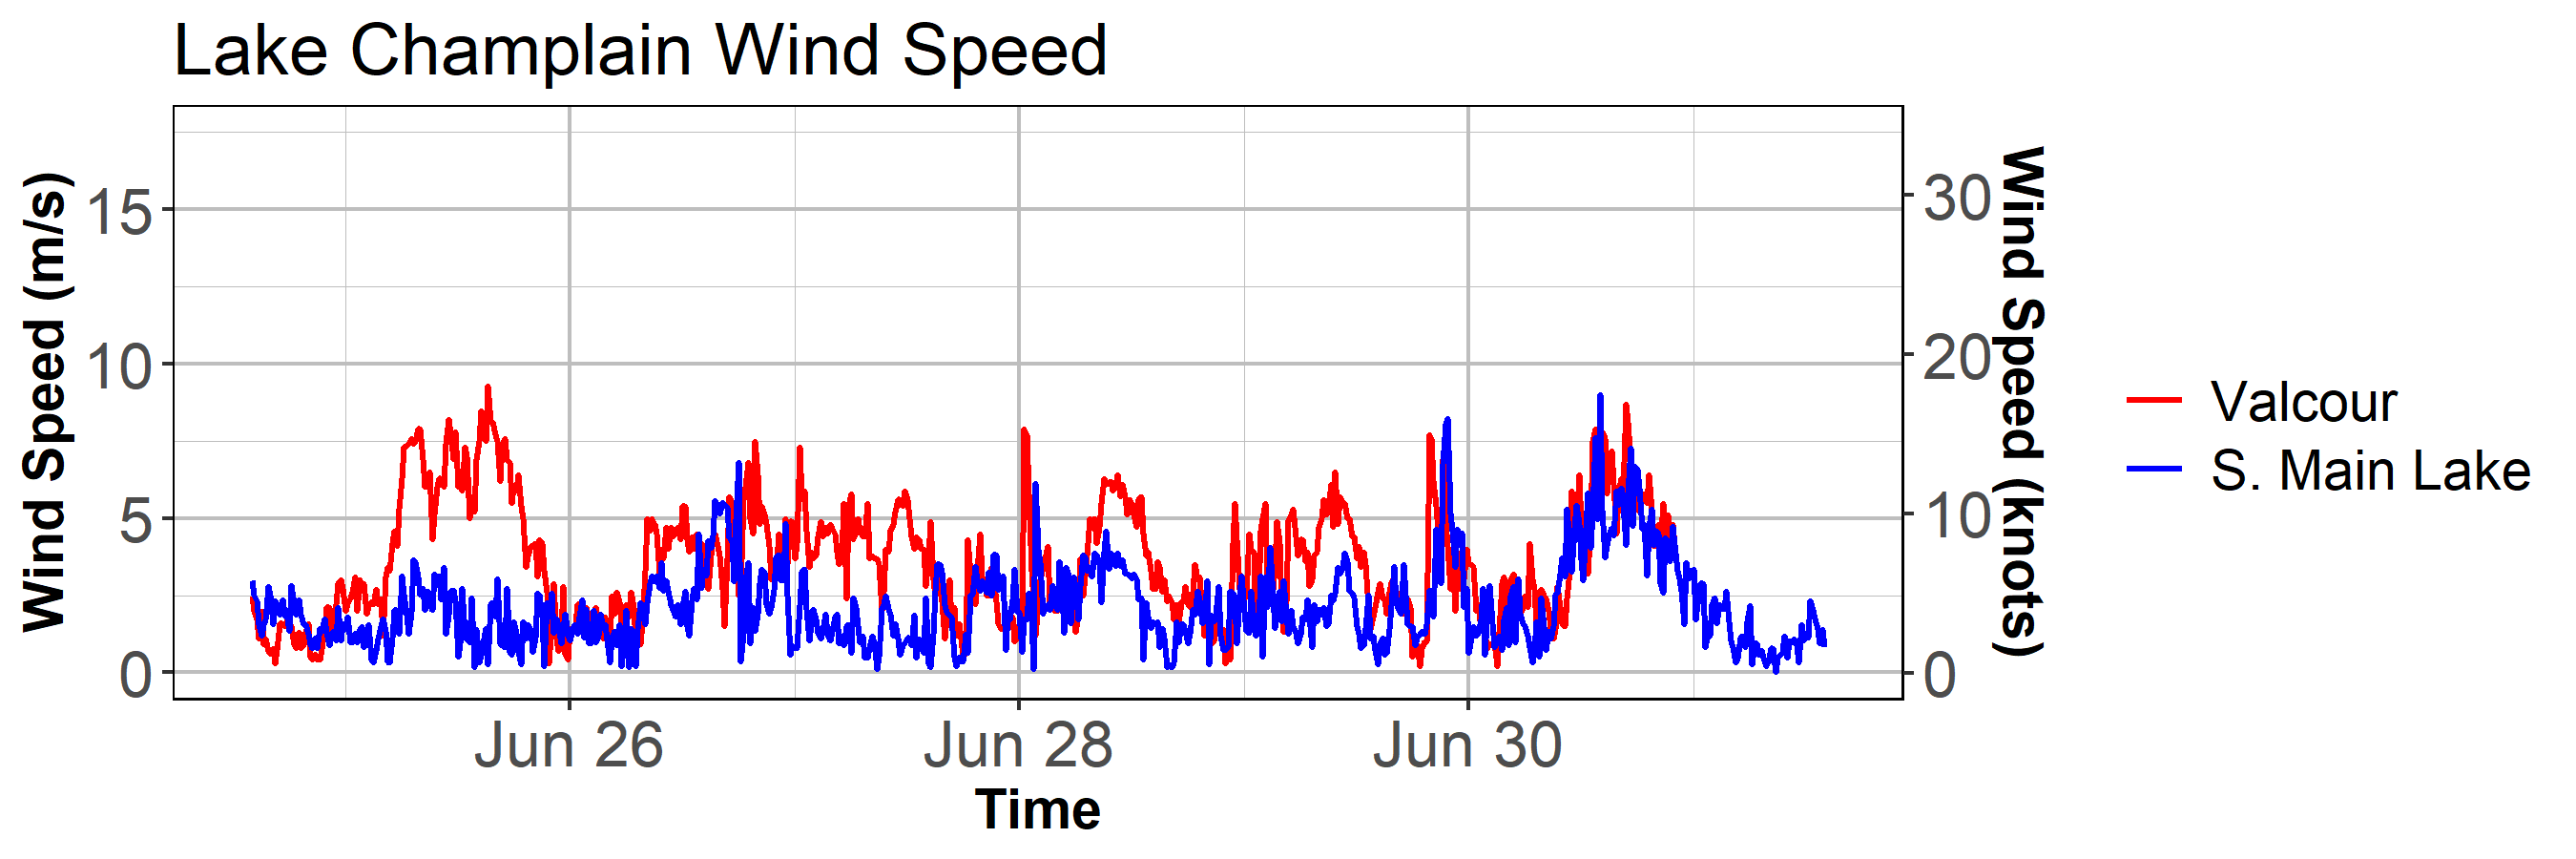 Lake Champlain Wind Speed
Wind Speed (m/s)
15
10
5
0
30
20
10
0
Wind Speed (knots)
Jun 26
Jun 28
Jun 30
Time
Valcour
S. Main Lake